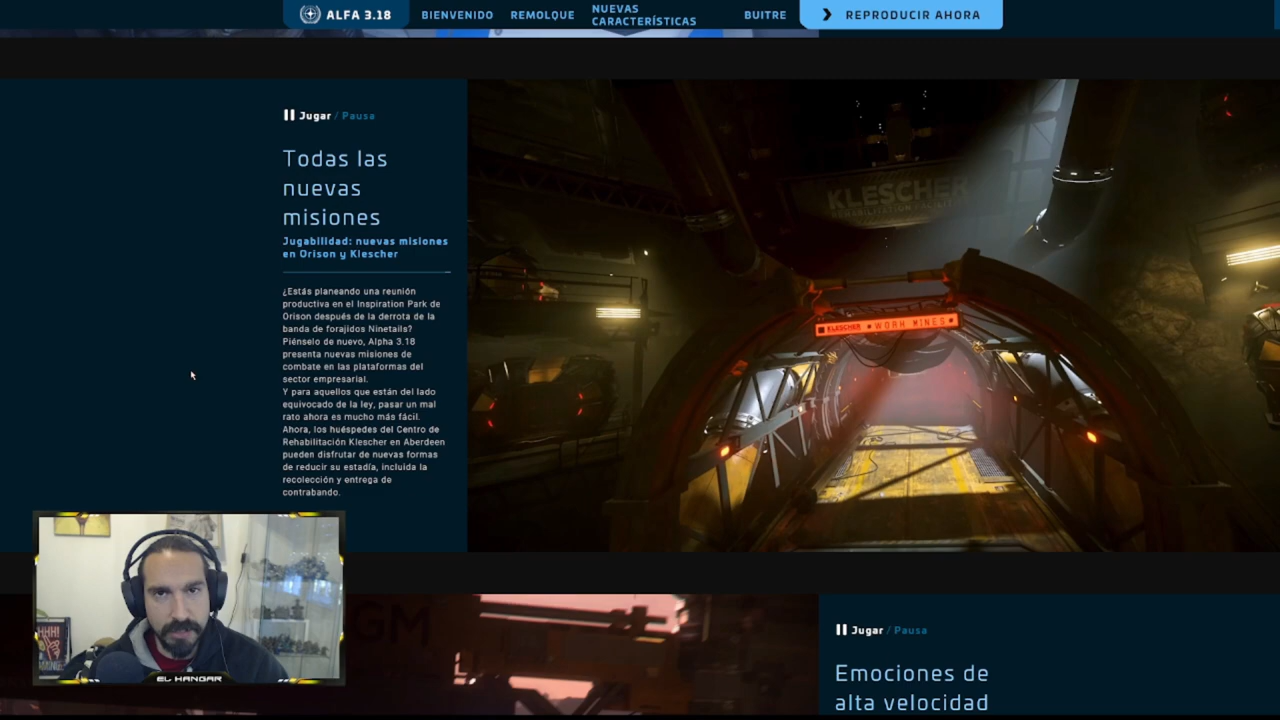 ALFA 3.18
BIENVENIDO
REMOLQUE
NUEVAS
CARACTERÍSTICAS
BUITRE
REPRODUCIR AHORA
Jugar / Pausa
Todas las
nuevas
misiones
Jugabilidad: nuevas misiones
en Orison y Klescher
¿Estás planeando una reunión
productiva en el Inspiration Park de
Orison después de la derrota de la
banda de forajidos Ninetails?
Piénselo de nuevo, Alpha 3.18
presenta nuevas misiones de
combate en las plataformas del
sector empresarial.
Y para aquellos que están del lado
equivocado de la ley, pasar un mal
rato ahora es mucho más fácil.
Ahora, los huéspedes del Centro de
Rehabilitación Klescher en Aberdeen
pueden disfrutar de nuevas formas
de reducir su estadía, incluida la
recolección y entrega de
contrabando.
KLESCHER
REHABILITATION FACILITY
KLESCHER WORK MINES
GM
EL HANGAR
Jugar / Pausa
Emociones de
alta velocidad